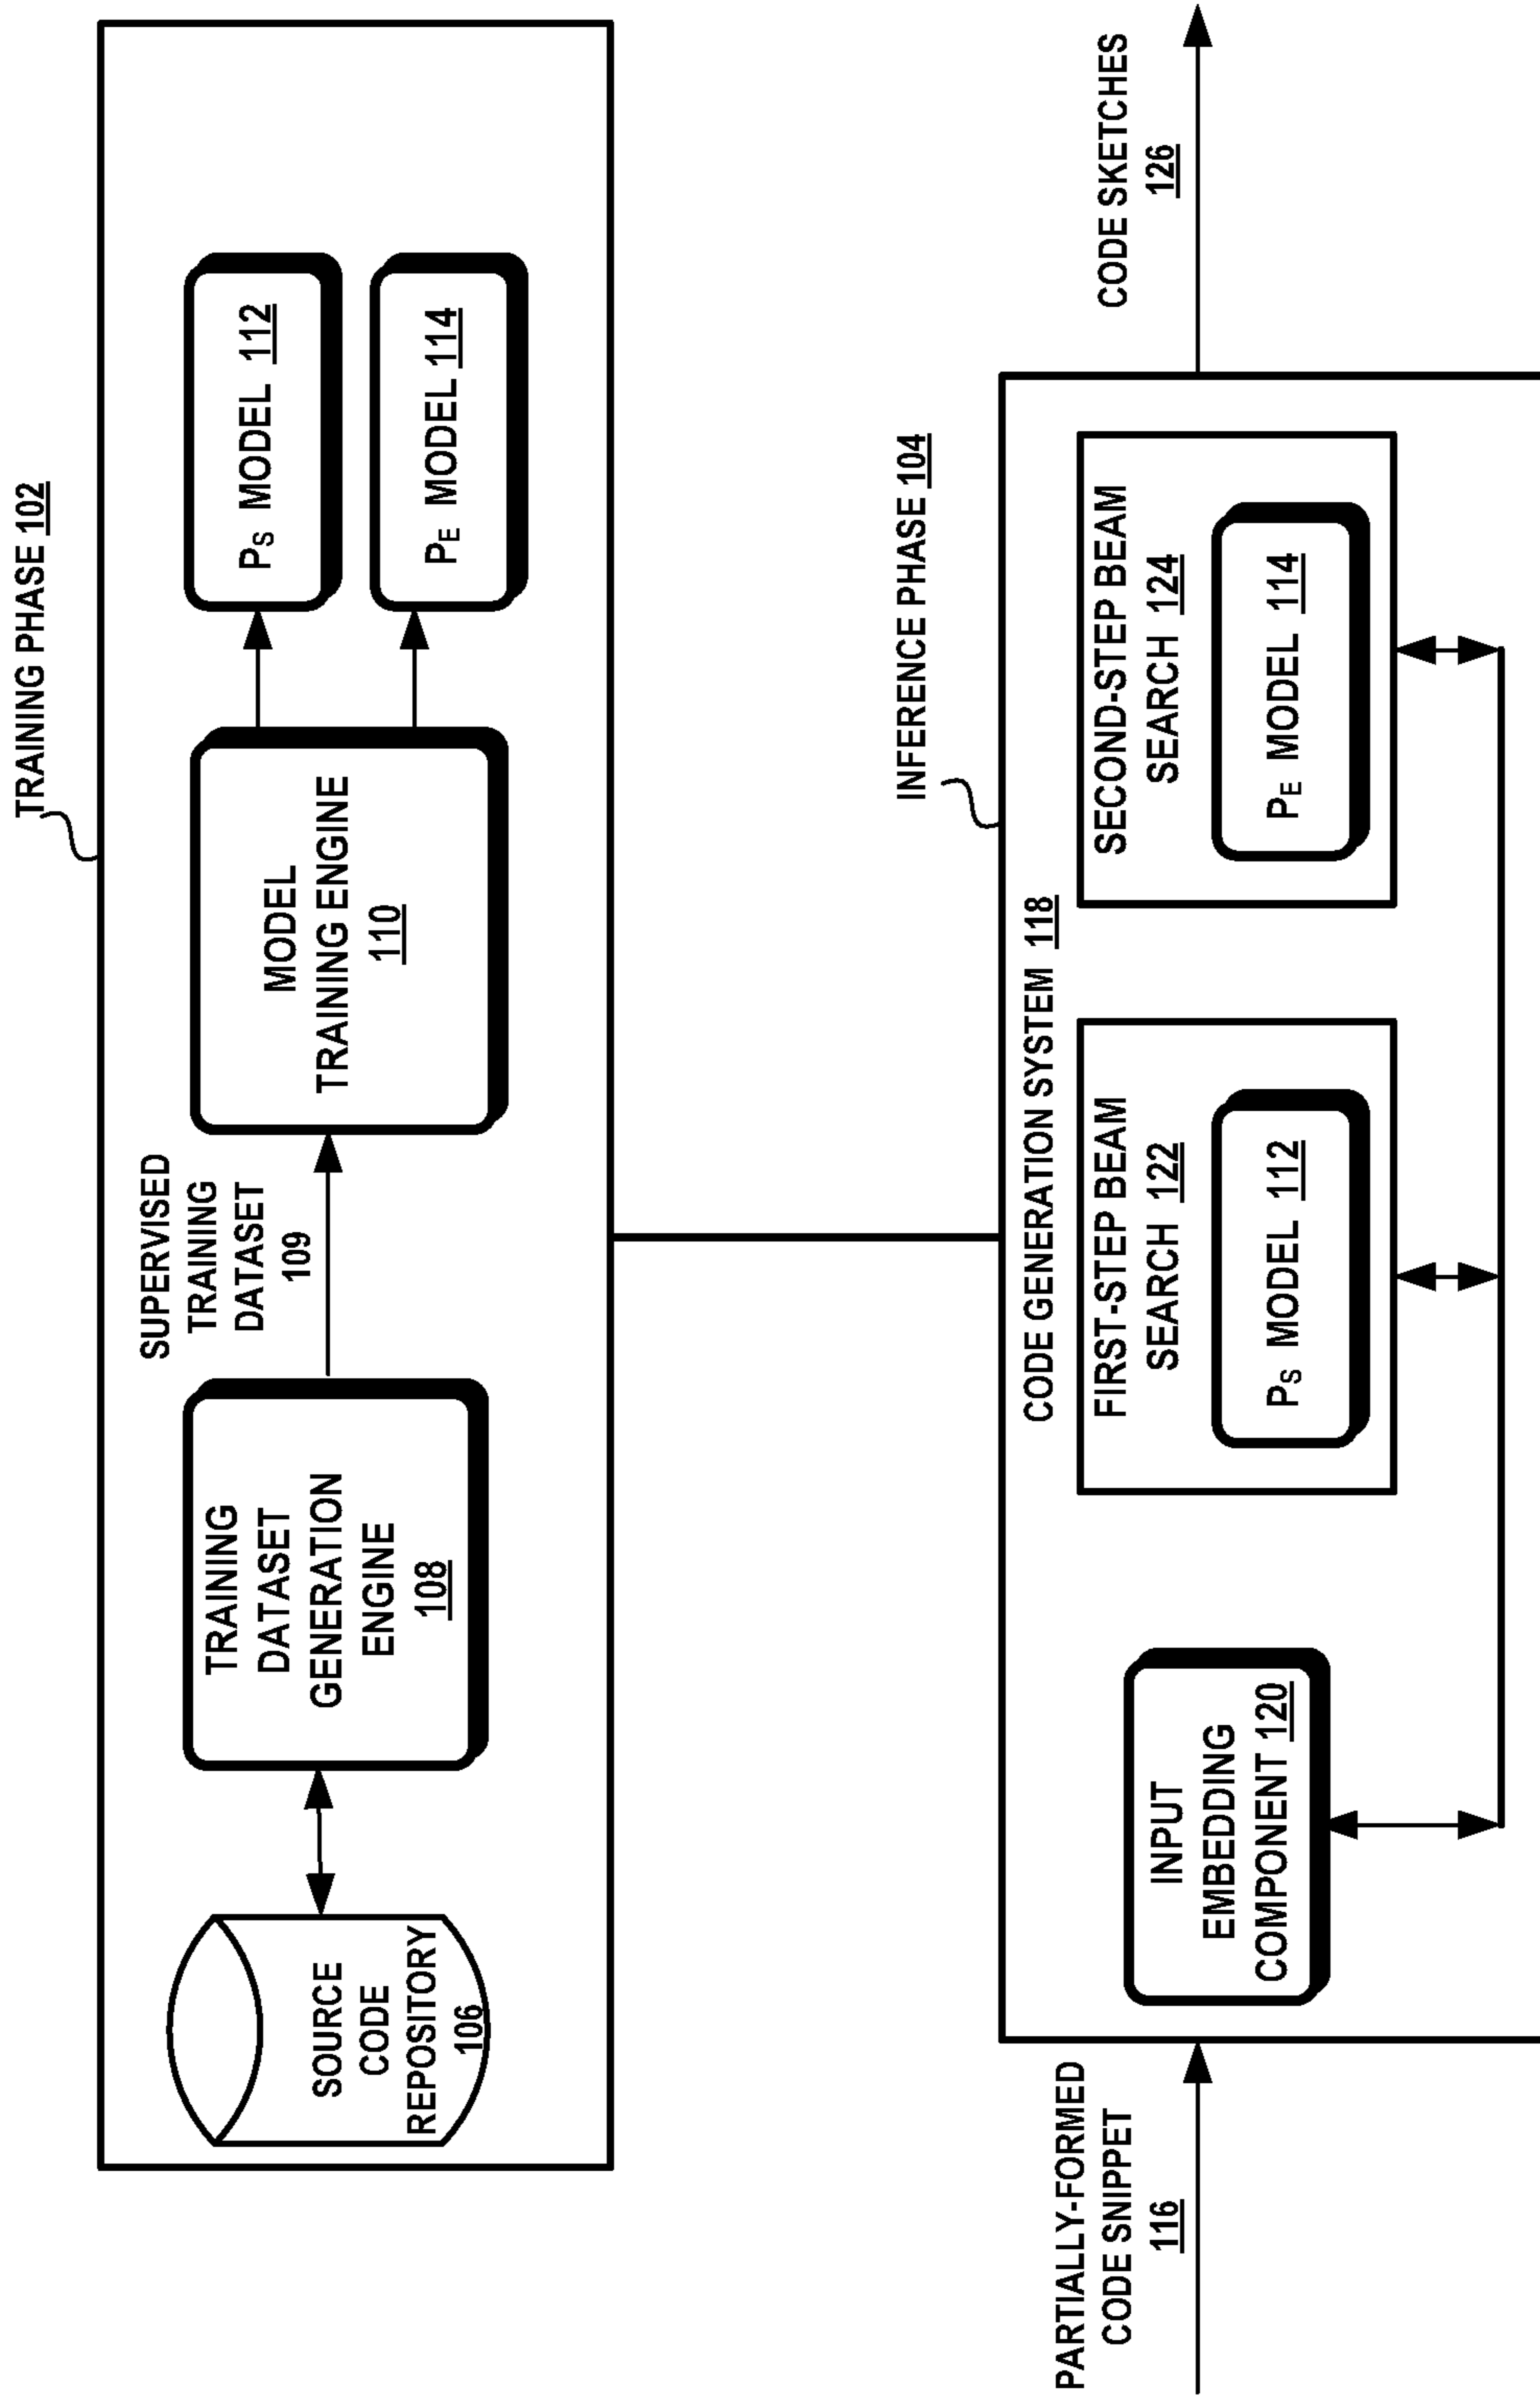 TRAINING PHASE 102
SOURCE
CODE
REPOSITORY
106
TRAINING
DATASET
GENERATION
ENGINE
108
SUPERVISED
TRAINING
DATASET
109
MODEL
TRAINING ENGINE
110
PS MODEL 112
PE MODEL 114
INFERENCE PHASE 104
PARTIALLY-FORMED
CODE SNIPPET
116
CODE GENERATION SYSTEM 118
INPUT
EMBEDDING
COMPONENT 120
FIRST-STEP BEAM
SEARCH 122
PS MODEL 112
SECOND-STEP BEAM
SEARCH 124
PE MODEL 114
CODE SKETCHES
126